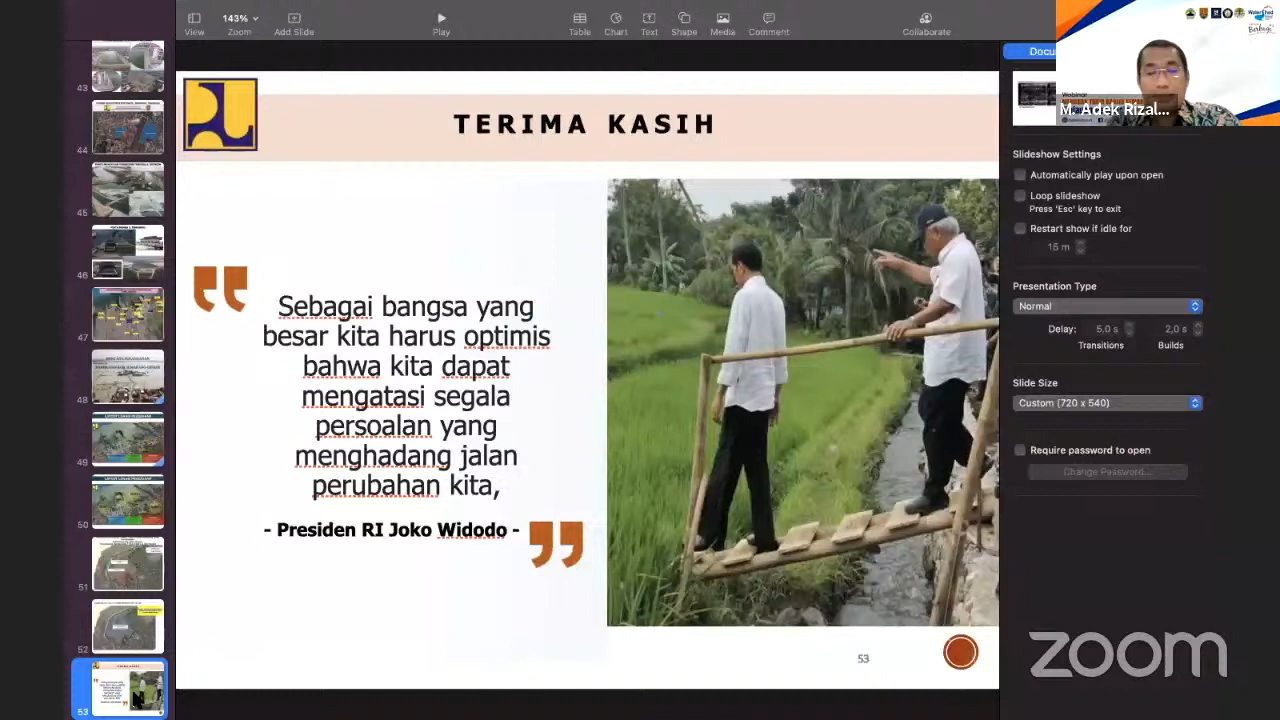 143%
View
Zoom
Add Slide
Play
Table
Chart
Text
Shape
Media
Comment
Collaborate
Docu
Webinar
M. Adek Rizal...
43
44
45
46
47
48
49
50
51
52
53
TERIMA KASIH
Sebagai bangsa yang
besar kita harus optimis
bahwa kita dapat
mengatasi segala
persoalan yang
menghadang jalan
perubahan kita,
- Presiden RI Joko Widodo -
53
Slideshow Settings
Automatically play upon open
Loop slideshow
Press 'Esc' key to exit
Restart show if idle for
15 m
Presentation Type
Normal
Delay: 5,0 s 2,0 s
Transitions Builds
Slide Size
Custom (720 x 540)
Require password to open
Change Password...
zoom